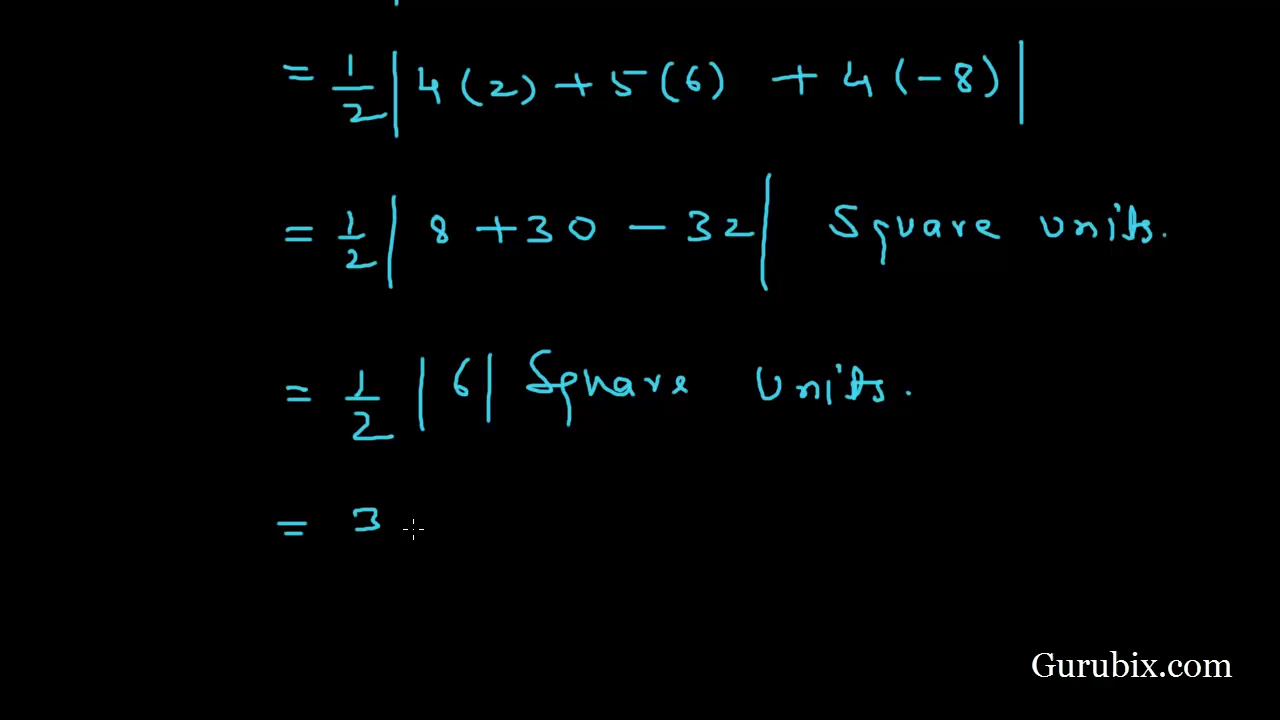 = 1/2 | 4 (2) + 5 (6) + 4 (-8) |
= 1/2 | 8 + 30 - 32 | Square units.
= 1/2 | 6 | Square units.
= 3
Gurubix.com